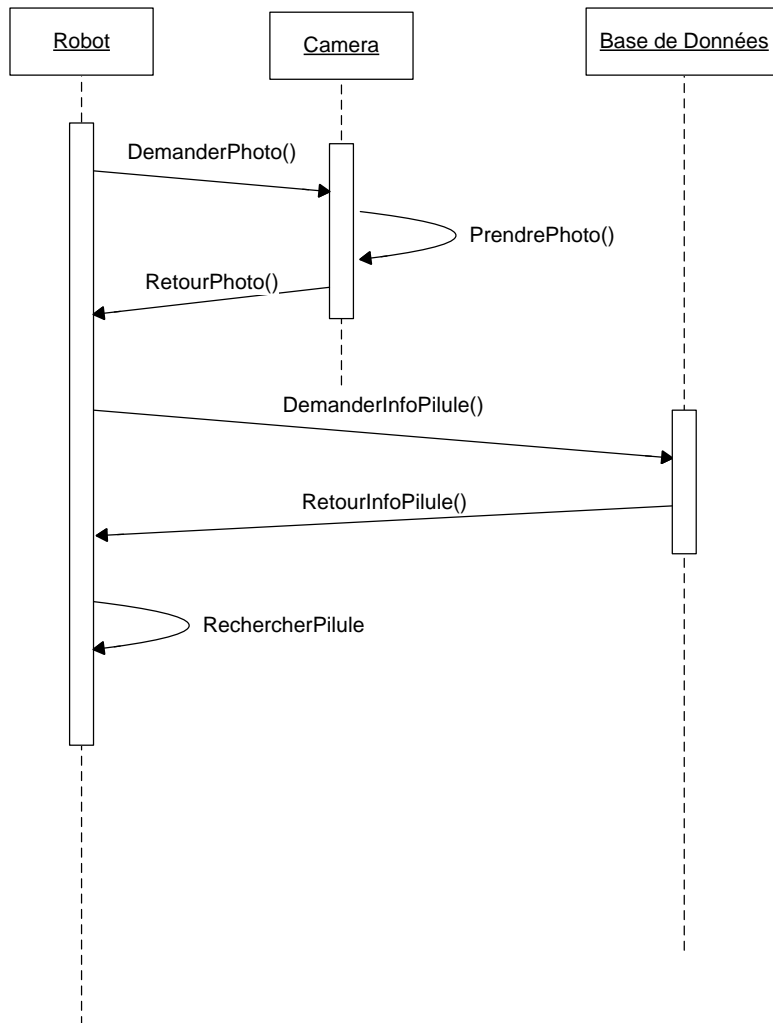 Robot
Camera
Base de Données
DemanderPhoto()
PrendrePhoto()
RetourPhoto()
DemanderInfoPilule()
RetourInfoPilule()
RechercherPilule